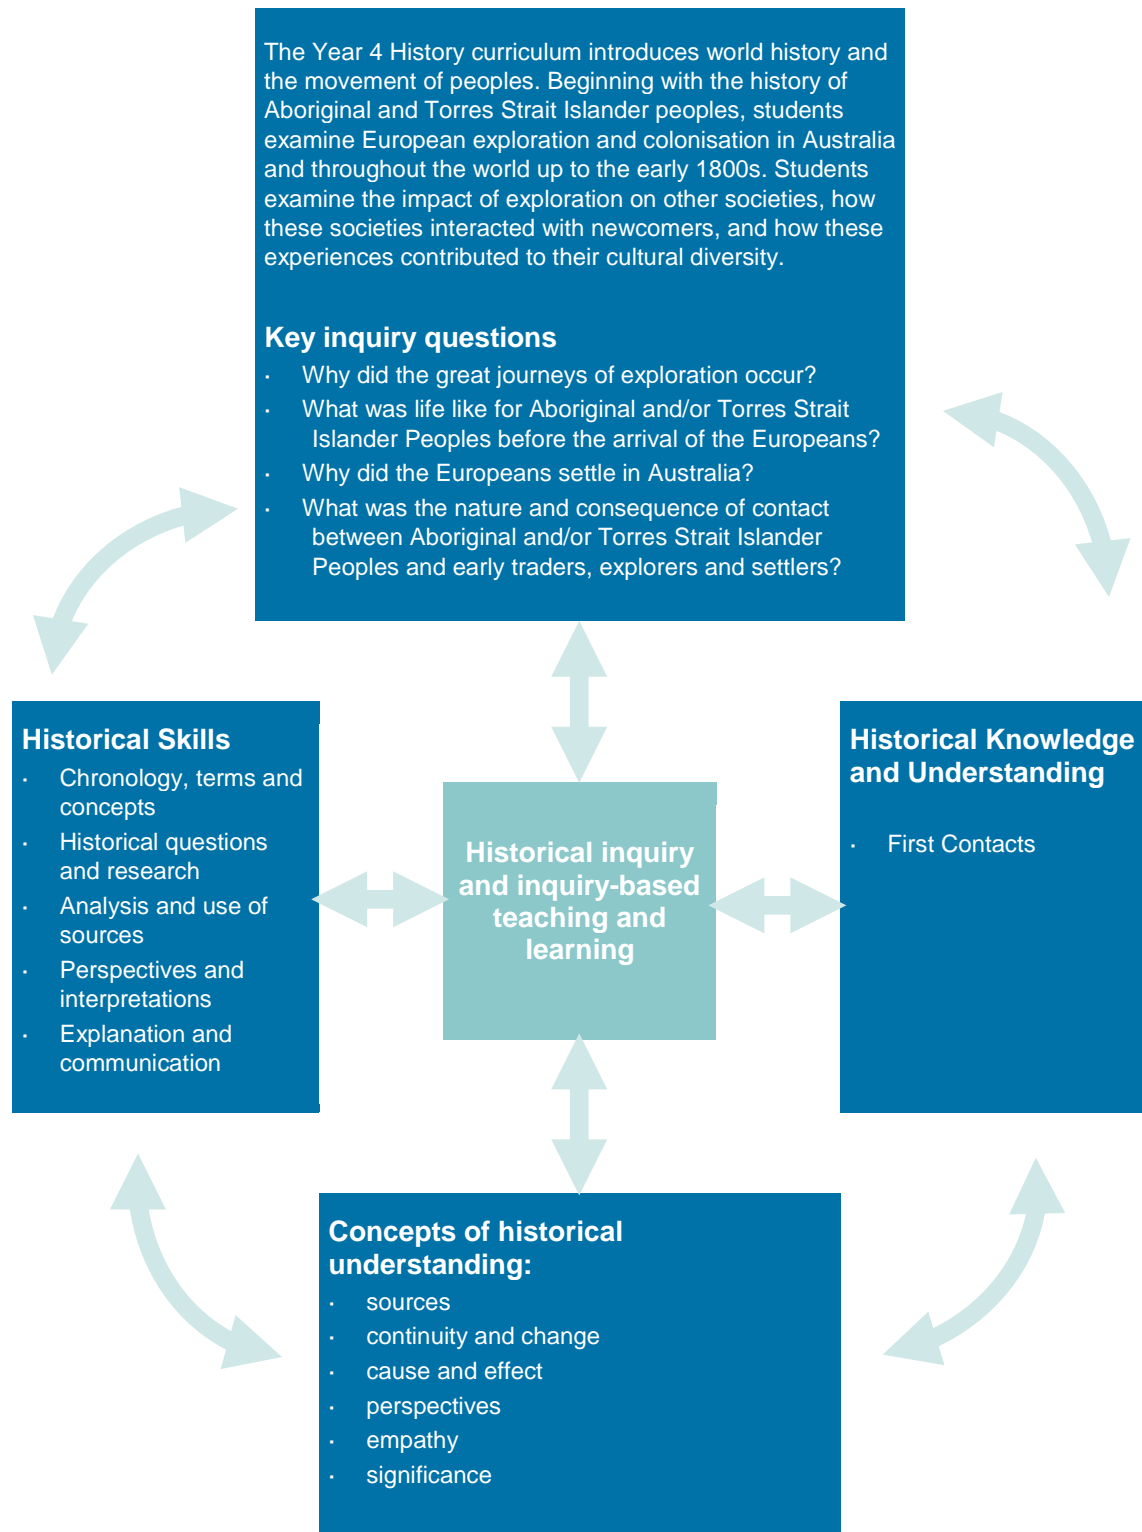 The Year 4 History curriculum introduces world history and
the movement of peoples. Beginning with the history of
Aboriginal and Torres Strait Islander peoples, students
examine European exploration and colonisation in Australia
and throughout the world up to the early 1800s. Students
examine the impact of exploration on other societies, how
these societies interacted with newcomers, and how these
experiences contributed to their cultural diversity.
Key inquiry questions
· Why did the great journeys of exploration occur?
· What was life like for Aboriginal and/or Torres Strait
Islander Peoples before the arrival of the Europeans?
· Why did the Europeans settle in Australia?
· What was the nature and consequence of contact
between Aboriginal and/or Torres Strait Islander
Peoples and early traders, explorers and settlers?
Historical Skills
· Chronology, terms and
concepts
· Historical questions
and research
· Analysis and use of
sources
· Perspectives and
interpretations
· Explanation and
communication
Historical inquiry
and inquiry-based
teaching and
learning
Historical Knowledge
and Understanding
· First Contacts
Concepts of historical
understanding:
· sources
· continuity and change
· cause and effect
· perspectives
· empathy
· significance